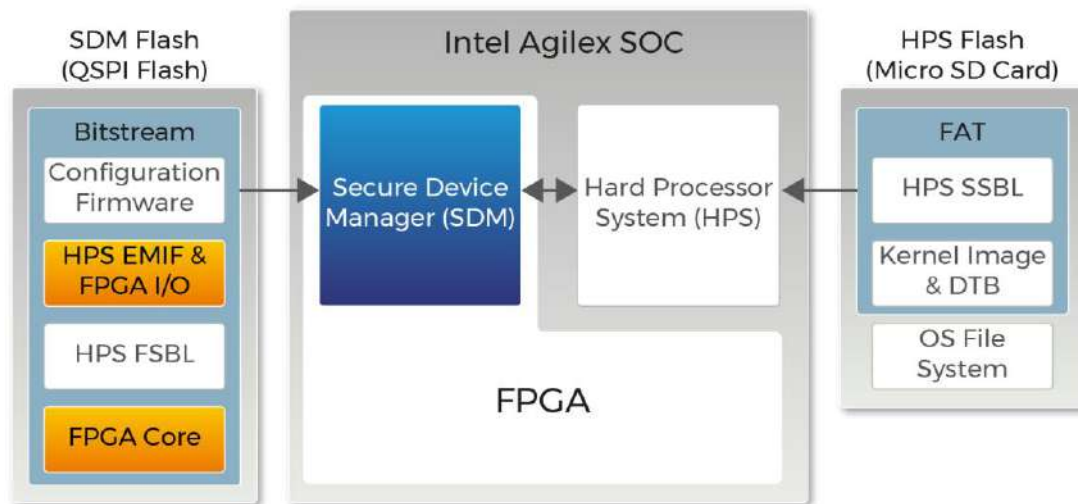 SDM Flash
(QSPI Flash)
Bitstream
Configuration
Firmware
HPS EMIF &
FPGA I/O
HPS FSBL
FPGA Core
Intel Agilex SOC
Secure Device
Manager (SDM)
Hard Processor
System (HPS)
FPGA
HPS Flash
(Micro SD Card)
FAT
HPS SSBL
Kernel Image
& DTB
OS File
System